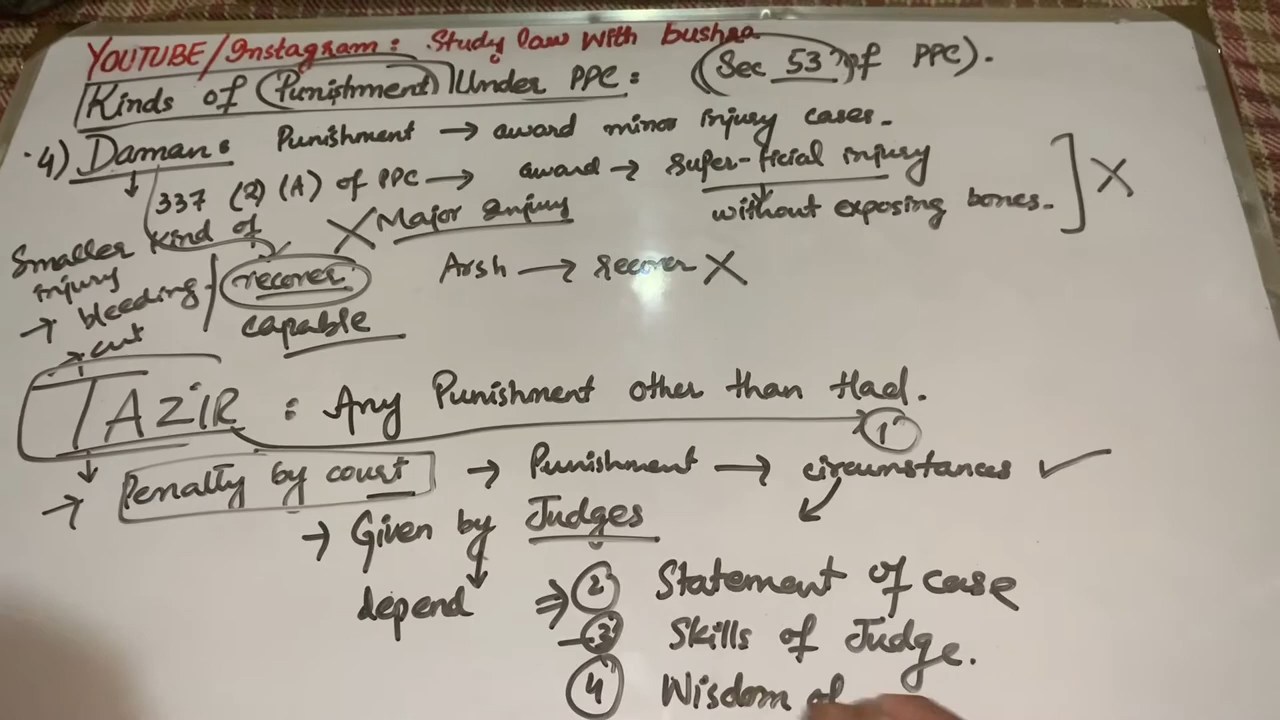 YOUTUBE/Instagram: Study law with bushra
Kinds of Punishment Under PPC: (Sec 53 of PPC).
4) Daman: Punishment → award minor injury cases.
337 (2) (A) of PPC → award → super-ficial injury
without exposing bones. ] X
Smaller kind of injury
X Major injury
→ bleeding
→ cut
recover capable
Arsh → recover X
TAZIR : Any Punishment other than Had.
→ Penalty by court → Punishment → circumstances ✓
1
→ Given by Judges
depend ⇒ 2 Statement of case
3 Skills of Judge.
4 Wisdom of